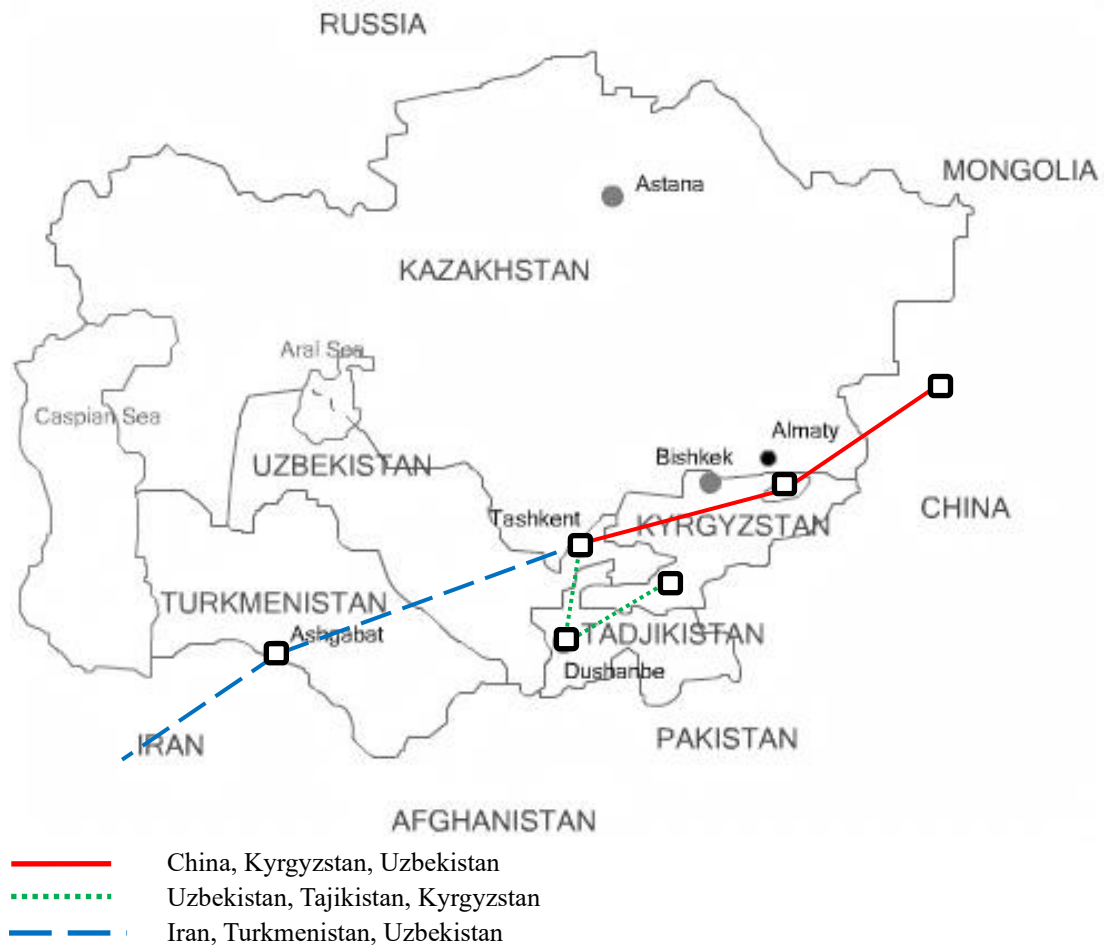 RUSSIA
MONGOLIA
Astana
KAZAKHSTAN
Aral Sea
Caspian Sea
Almaty
Bishkek
UZBEKISTAN
CHINA
Tashkent
KYRGYZSTAN
TURKMENISTAN
Ashgabat
TADJIKISTAN
Dushanbe
IRAN
PAKISTAN
AFGHANISTAN
China, Kyrgyzstan, Uzbekistan
Uzbekistan, Tajikistan, Kyrgyzstan
Iran, Turkmenistan, Uzbekistan